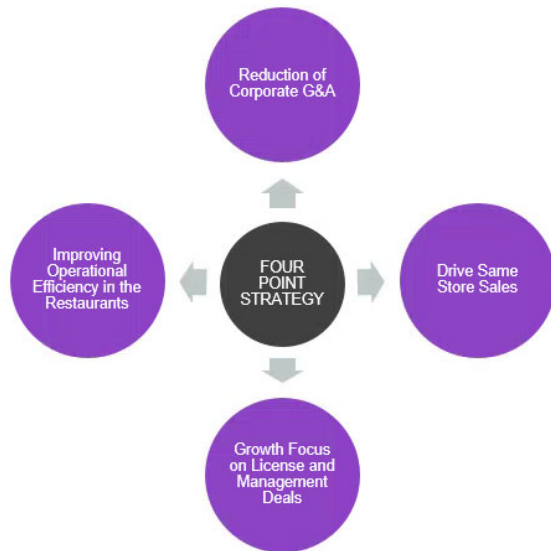 Reduction of
Corporate G&A
Improving
Operational
Efficiency in the
Restaurants
FOUR
POINT
STRATEGY
Drive Same
Store Sales
Growth Focus
on License and
Management
Deals